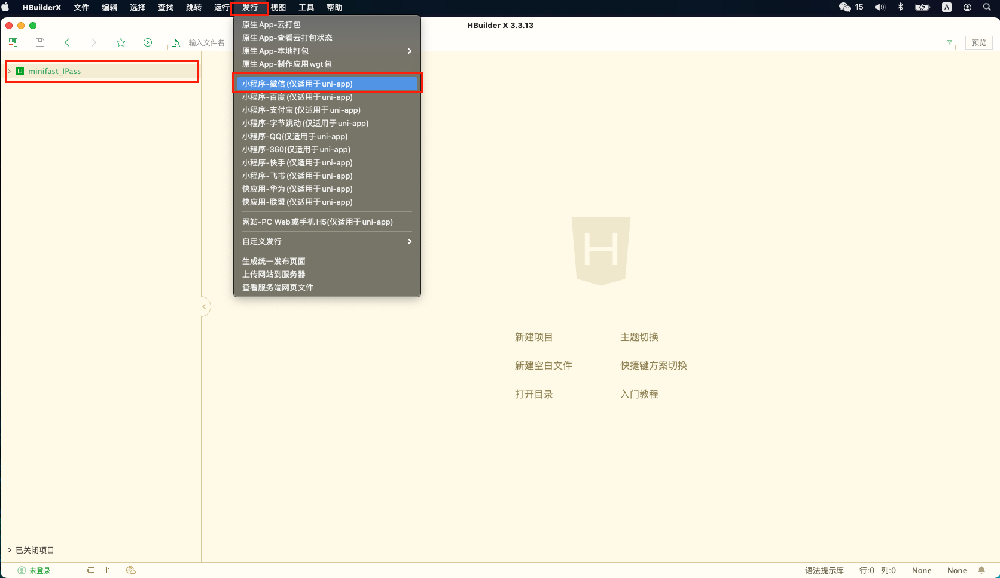 HBuilderX 文件 编辑 选择 查找 跳转 运行 发行 视图 工具 帮助 15 A
HBuilder X 3.3.13
输入文件名 预览
minifast_IPass
原生App-云打包
原生App-查看云打包状态
原生App-本地打包
原生App-制作应用wgt包
小程序-微信(仅适用于uni-app)
小程序-百度(仅适用于uni-app)
小程序-支付宝(仅适用于uni-app)
小程序-字节跳动(仅适用于uni-app)
小程序-QQ(仅适用于uni-app)
小程序-360(仅适用于uni-app)
小程序-快手(仅适用于uni-app)
小程序-飞书(仅适用于uni-app)
快应用-华为(仅适用于uni-app)
快应用-联盟(仅适用于uni-app)
网站-PC Web或手机H5(仅适用于uni-app)
自定义发行
生成统一发布页面
上传网站到服务器
查看服务端网页文件
H
新建项目 主题切换
新建空白文件 快捷键方案切换
打开目录 入门教程
已关闭项目
未登录 语法提示库 行:0 列:0 None None